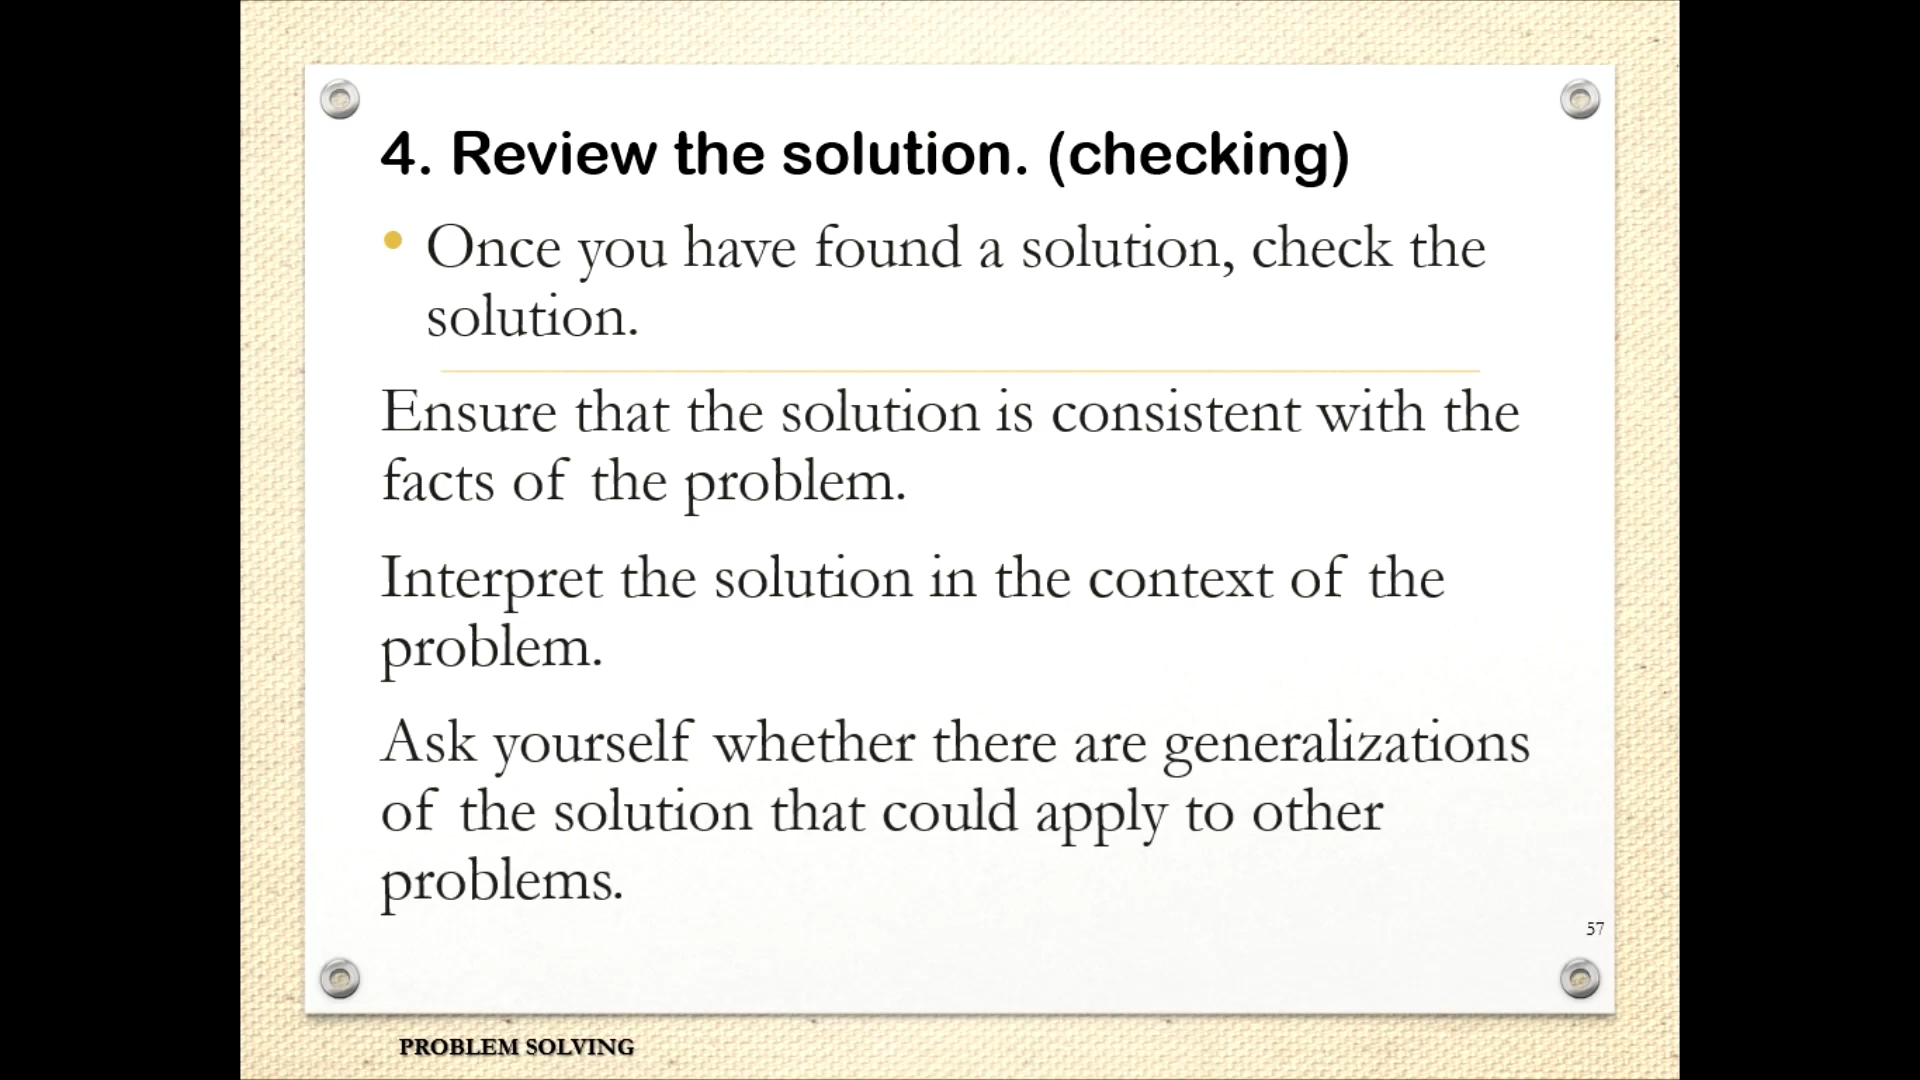 4. Review the solution. (checking)
• Once you have found a solution, check the
solution.
Ensure that the solution is consistent with the
facts of the problem.
Interpret the solution in the context of the
problem.
Ask yourself whether there are generalizations
of the solution that could apply to other
problems.
57
PROBLEM SOLVING